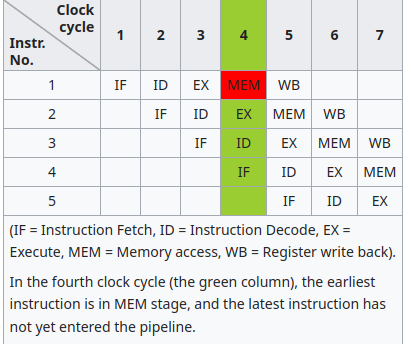 Clock cycle
Instr. No.
1 2 3 4 5 6 7
1 IF ID EX MEM WB
2 IF ID EX MEM WB
3 IF ID EX MEM WB
4 IF ID EX MEM
5 IF ID EX
(IF = Instruction Fetch, ID = Instruction Decode, EX =
Execute, MEM = Memory access, WB = Register write back).
In the fourth clock cycle (the green column), the earliest
instruction is in MEM stage, and the latest instruction has
not yet entered the pipeline.